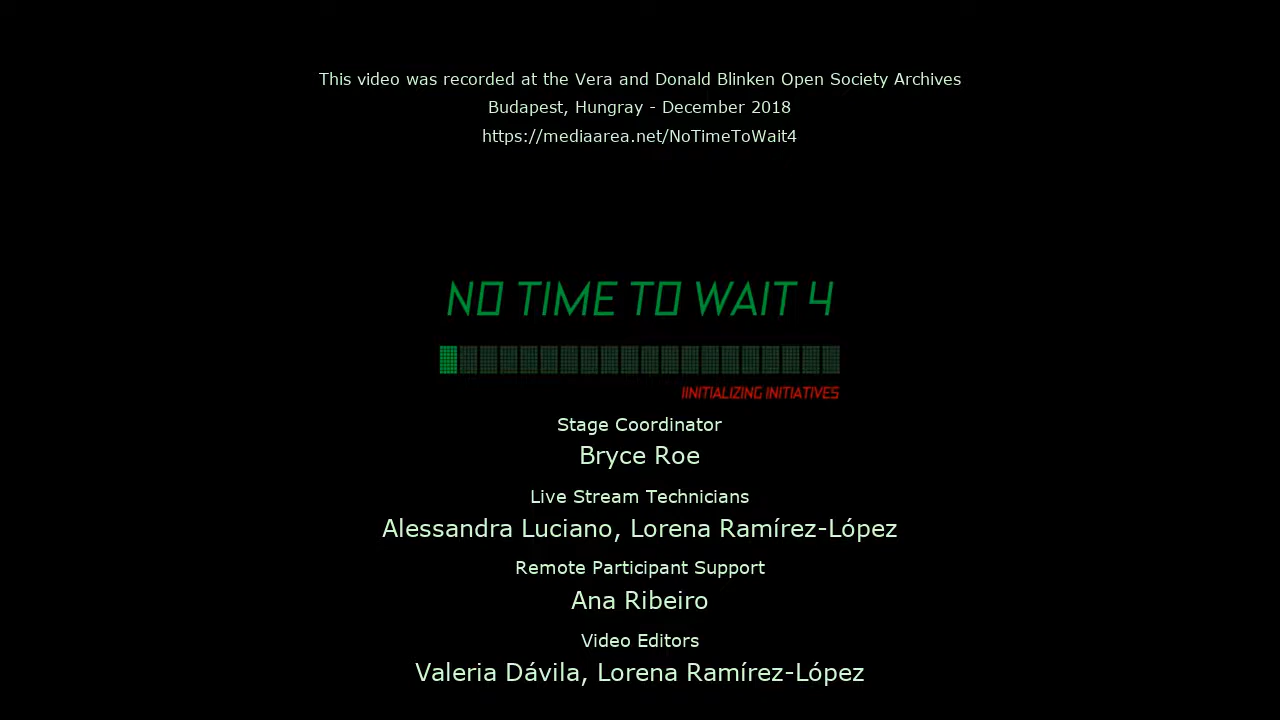 This video was recorded at the Vera and Donald Blinken Open Society Archives
Budapest, Hungray - December 2018
https://mediaarea.net/NoTimeToWait4
NO TIME TO WAIT 4
IINITIALIZING INITIATIVES
Stage Coordinator
Bryce Roe
Live Stream Technicians
Alessandra Luciano, Lorena Ramírez-López
Remote Participant Support
Ana Ribeiro
Video Editors
Valeria Dávila, Lorena Ramírez-López